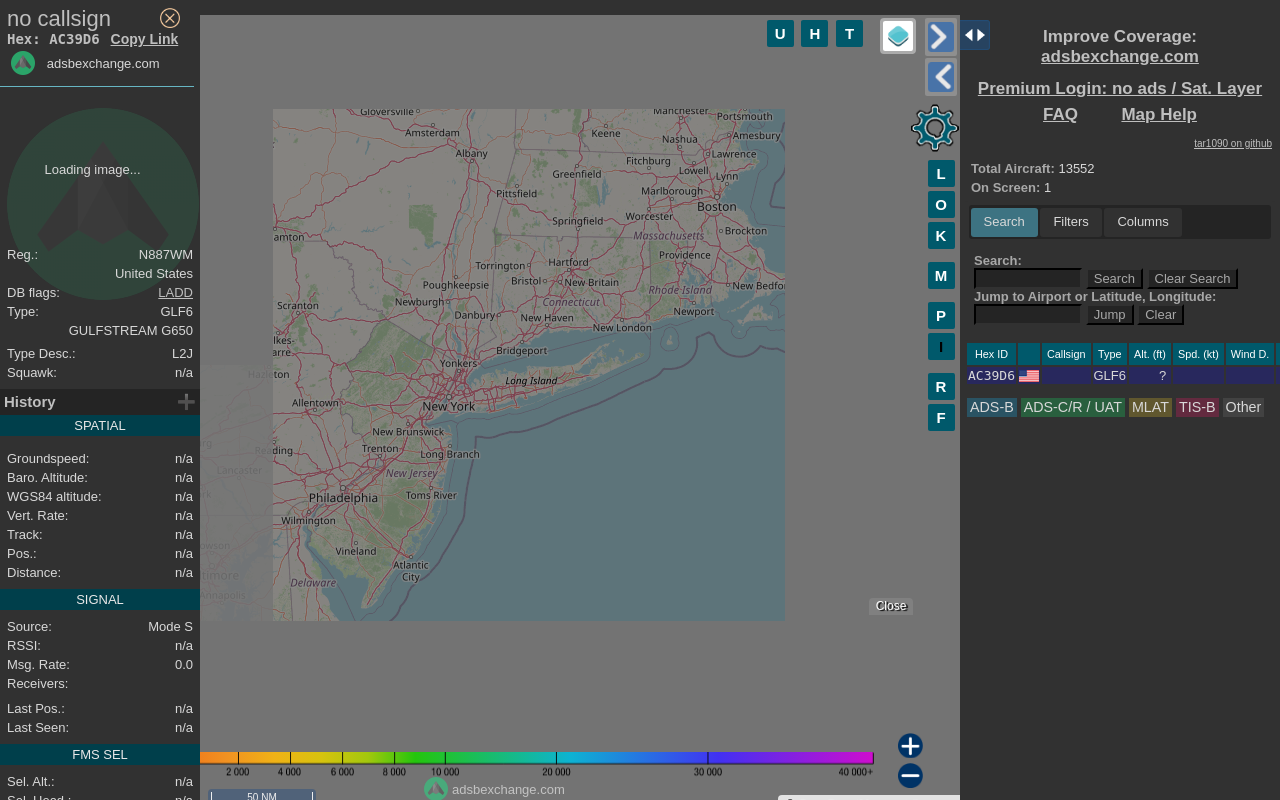 no callsign
Hex: AC39D6 Copy Link
adsbexchange.com
Loading image...
Reg.: N887WM
United States
DB flags: LADD
Type: GLF6
GULFSTREAM G650
Type Desc.: L2J
Squawk: n/a
History
SPATIAL
Groundspeed: n/a
Baro. Altitude: n/a
WGS84 altitude: n/a
Vert. Rate: n/a
Track: n/a
Pos.: n/a
Distance: n/a
SIGNAL
Source: Mode S
RSSI: n/a
Msg. Rate: 0.0
Receivers:
Last Pos.: n/a
Last Seen: n/a
FMS SEL
Sel. Alt.: n/a
Sel. Head.: n/a
U H T
L
O
K
M
P
I
R
F
Gloversville
Manchester
Portsmouth
Amsterdam
Keene
Nashua
Amesbury
Albany
Fitchburg
Lawrence
Greenfield
Lowell
Lynn
Pittsfield
Marlborough
Boston
Springfield
Worcester
Brockton
Massachusetts
Providence
Torrington
Hartford
Bristol
New Britain
Poughkeepsie
Rhode Island
New Bedfor
Scranton
Newburgh
Connecticut
Danbury
New Haven
New London
Newport
Bridgeport
Yonkers
Hazleton
Long Island
Allentown
New York
New Brunswick
Trenton
Long Branch
Reading
Lancaster
New Jersey
Philadelphia
Toms River
Wilmington
Vineland
Atlantic
City
Delaware
Annapolis
Close
2 000 4 000 6 000 8 000 10 000 20 000 30 000 40 000+
adsbexchange.com
50 NM
Improve Coverage:
adsbexchange.com
Premium Login: no ads / Sat. Layer
FAQ Map Help
tar1090 on github
Total Aircraft: 13552
On Screen: 1
Search Filters Columns
Search:
Search Clear Search
Jump to Airport or Latitude, Longitude:
Jump Clear
Hex ID Callsign Type Alt. (ft) Spd. (kt) Wind D.
AC39D6 GLF6 ?
ADS-B ADS-C/R / UAT MLAT TIS-B Other